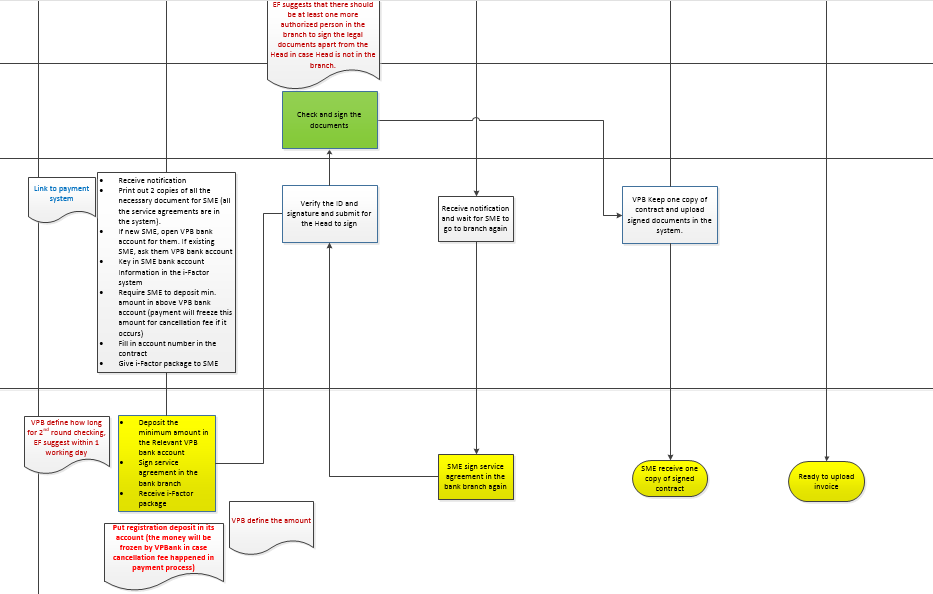 EF suggests that there should
be at least one more
authorized person in the
branch to sign the legal
documents apart from the
Head in case Head is not in the
branch.
Check and sign the
documents
Link to payment
system
• Receive notification
• Print out 2 copies of all the
necessary document for SME (all
the service agreements are in
the system).
• If new SME, open VPB bank
account for them. If existing
SME, ask them VPB bank account
• Key in SME bank account
information in the i-Factor
system
• Require SME to deposit min.
amount in above VPB bank
account (payment will freeze this
amount for cancellation fee if it
occurs)
• Fill in account number in the
contract
• Give i-Factor package to SME
Verify the ID and
signature and submit for
the Head to sign
Receive notification
and wait for SME to
go to branch again
VPB Keep one copy of
contract and upload
signed documents in the
system.
VPB define how long
for 2nd round checking,
EF suggest within 1
working day
• Deposit the
minimum amount in
the Relevant VPB
bank account
• Sign service
agreement in the
bank branch
• Receive i-Factor
package
SME sign service
agreement in the
bank branch again
SME receive one
copy of signed
contract
Ready to upload
invoice
VPB define the amount
Put registration deposit in its
account (the money will be
frozen by VPBank in case
cancellation fee happened in
payment process)